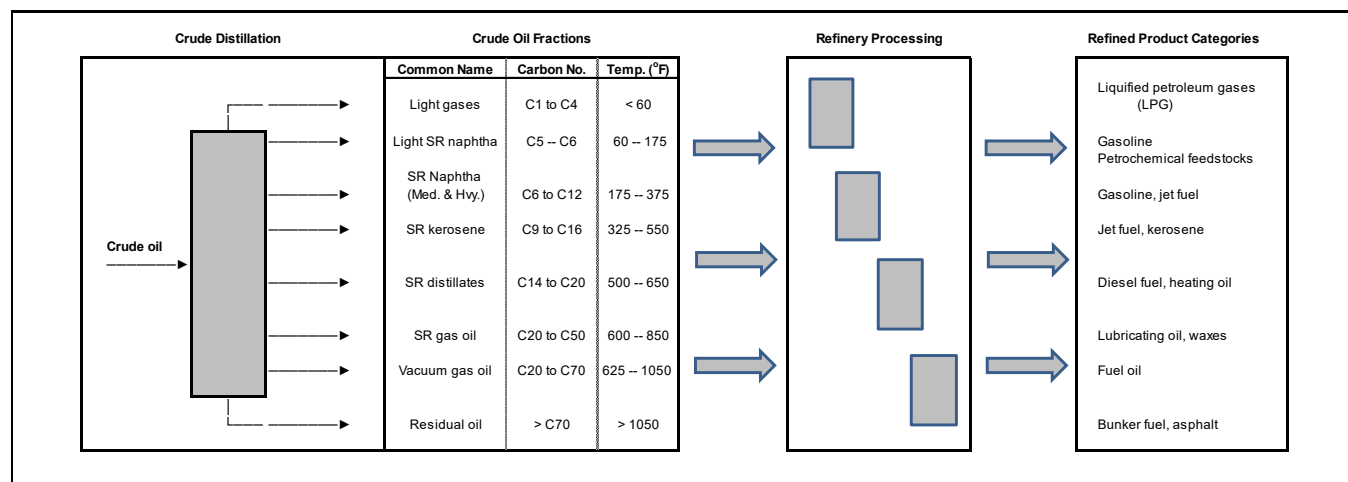 Crude Distillation Crude Oil Fractions Refinery Processing Refined Product Categories
Common Name Carbon No. Temp. (°F)
Light gases C1 to C4 < 60 Liquified petroleum gases
(LPG)
Light SR naphtha C5 -- C6 60 -- 175 Gasoline
Petrochemical feedstocks
SR Naphtha
(Med. & Hvy.) C6 to C12 175 -- 375 Gasoline, jet fuel
SR kerosene C9 to C16 325 -- 550 Jet fuel, kerosene
Crude oil
SR distillates C14 to C20 500 -- 650 Diesel fuel, heating oil
SR gas oil C20 to C50 600 -- 850 Lubricating oil, waxes
Vacuum gas oil C20 to C70 625 -- 1050 Fuel oil
Residual oil > C70 > 1050 Bunker fuel, asphalt